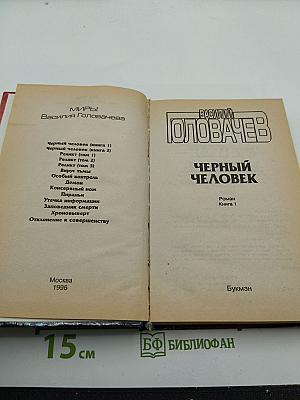 МИРЫ
Василия Головачева
Черный человек (книга 1)
Черный человек (книга 2)
Реликт (том 1)
Реликт (том 2)
Реликт (том 3)
Вирус тьмы
Особый контроль
Демон
Консервный нож
Пираньи
Утечка информации
Заповедник смерти
Хроновыверт
Отклонение к совершенству
Москва
1996
ВАСИЛИЙ
ГОЛОВАЧЕВ
ЧЕРНЫЙ
ЧЕЛОВЕК
Роман
Книга 1
Букмэн
15 см
БФ БИБЛИОФАН